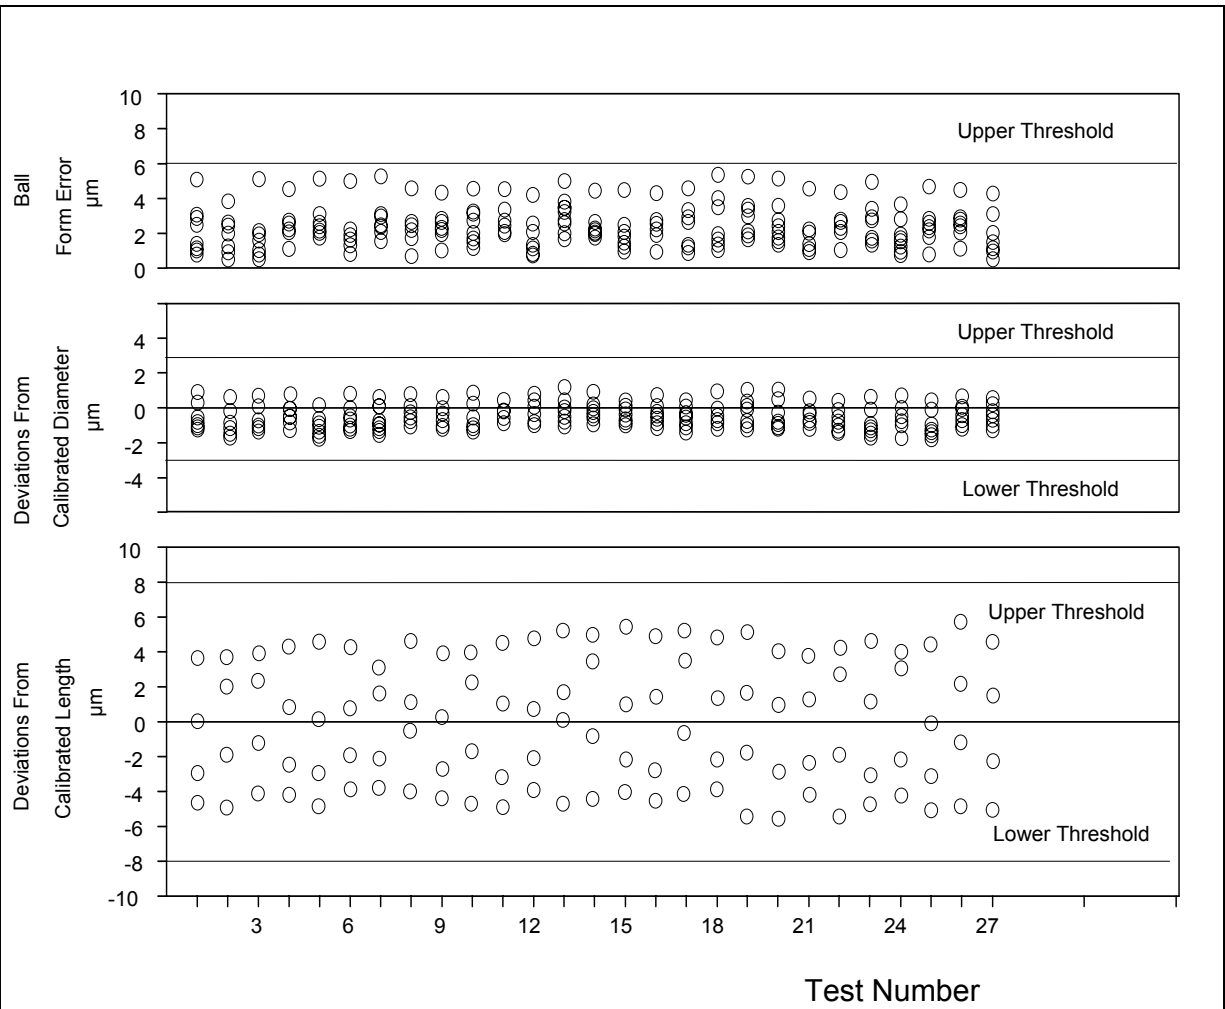 Ball
Form Error
µm
10
8
6
4
2
0
Upper Threshold
Deviations From
Calibrated Diameter
µm
4
2
0
-2
-4
Upper Threshold
Lower Threshold
Deviations From
Calibrated Length
µm
10
8
6
4
2
0
-2
-4
-6
-8
-10
Upper Threshold
Lower Threshold
3 6 9 12 15 18 21 24 27
Test Number